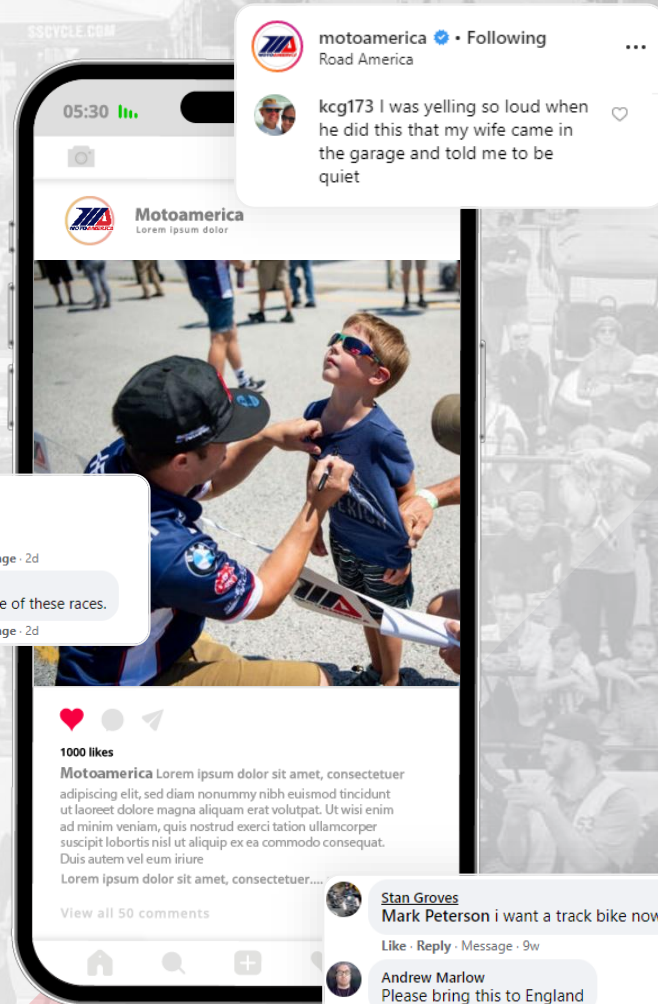 SSCYCLE.COM
motoamerica • Following
Road America
05:30
kcg173 I was yelling so loud when
he did this that my wife came in
the garage and told me to be
quiet
MOTOAMERICA
Motoamerica
Lorem ipsum dolor
age · 2d
e of these races.
age · 2d
1000 likes
Motoamerica Lorem ipsum dolor sit amet, consectetuer
adipiscing elit, sed diam nonummy nibh euismod tincidunt
ut laoreet dolore magna aliquam erat volutpat. Ut wisi enim
ad minim veniam, quis nostrud exerci tation ullamcorper
suscipit lobortis nisl ut aliquip ex ea commodo consequat.
Duis autem vel eum iriure
Lorem ipsum dolor sit amet, consectetuer....
View all 50 comments
Stan Groves
Mark Peterson i want a track bike now
Like · Reply · Message · 9w
Andrew Marlow
Please bring this to England